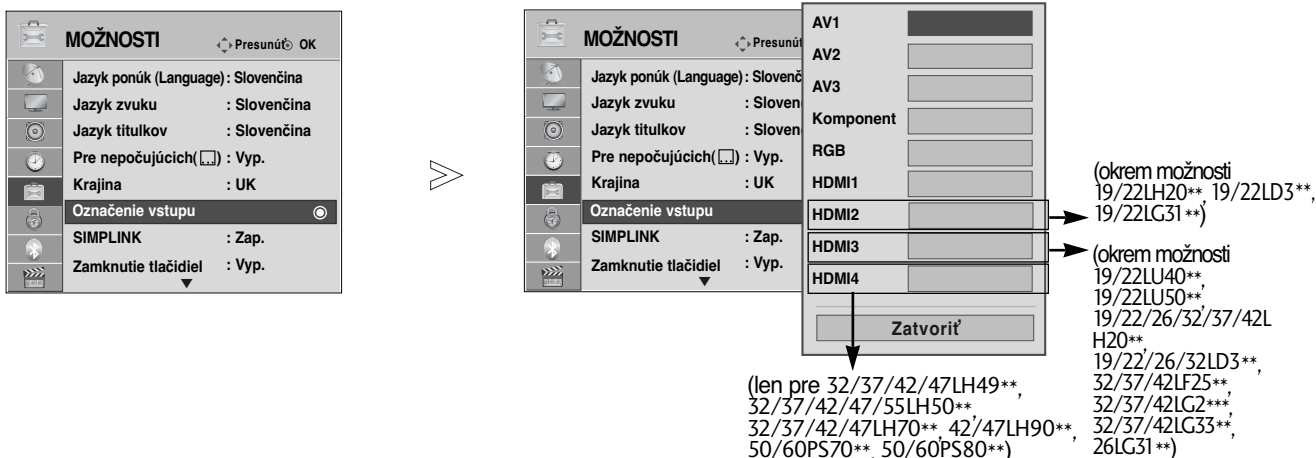 MOŽNOSTI
Presunúť OK
Jazyk ponúk (Language) : Slovenčina
Jazyk zvuku : Slovenčina
Jazyk titulkov : Slovenčina
Pre nepočujúcich( ) : Vyp.
Krajina : UK
Označenie vstupu
SIMPLINK : Zap.
Zamknutie tlačidiel : Vyp.
MOŽNOSTI
Presunúť
Jazyk ponúk (Language) : Slovenč
Jazyk zvuku : Sloven
Jazyk titulkov : Sloven
Pre nepočujúcich( ) : Vyp.
Krajina : UK
Označenie vstupu
SIMPLINK : Zap.
Zamknutie tlačidiel : Vyp.
AV1
AV2
AV3
Komponent
RGB
HDMI1
HDMI2
HDMI3
HDMI4
Zatvoriť
(okrem možnosti
19/22LH20**, 19/22LD3**,
19/22LG31**)
(okrem možnosti
19/22LU40**,
19/22LU50**,
19/22/26/32/37/42L
H20**,
19/22/26/32LD3**,
32/37/42LF25**,
32/37/42LG2***,
32/37/42LG33**,
26LG31**)
(len pre 32/37/42/47LH49**,
32/37/42/47/55LH50**,
32/37/42/47LH70**, 42/47LH90**,
50/60PS70**, 50/60PS80**)